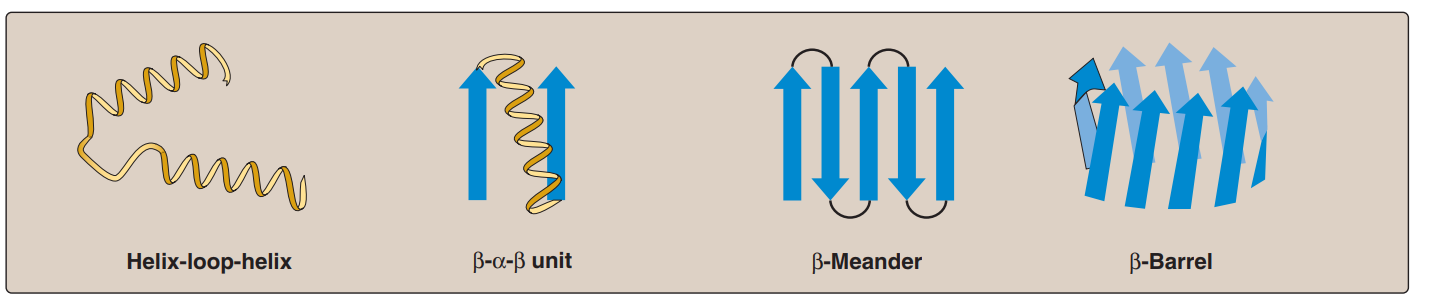 Helix-loop-helix
β-α-β unit
β-Meander
β-Barrel